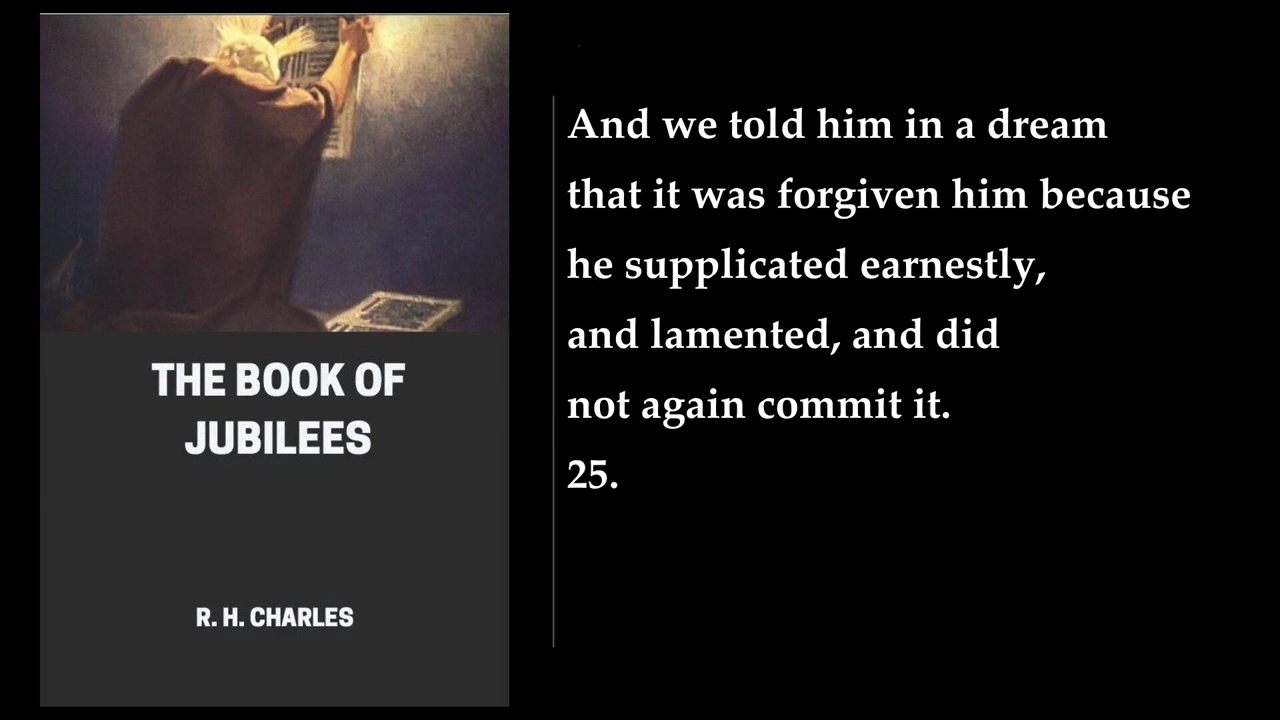 THE BOOK OF
JUBILEES
R. H. CHARLES
And we told him in a dream
that it was forgiven him because
he supplicated earnestly,
and lamented, and did
not again commit it.
25.